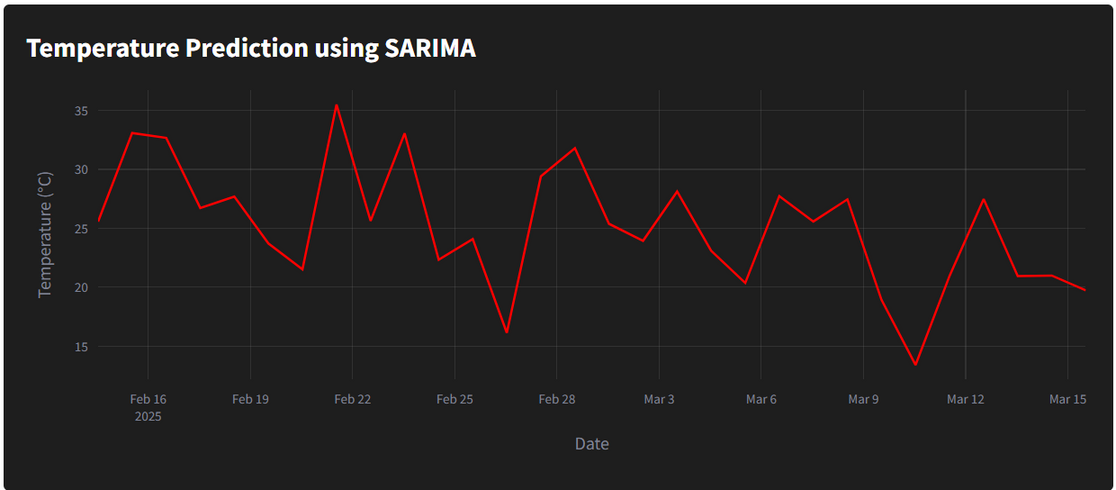 Temperature Prediction using SARIMA
35
30
25
20
15
Temperature (°C)
Feb 16 Feb 19 Feb 22 Feb 25 Feb 28 Mar 3 Mar 6 Mar 9 Mar 12 Mar 15
2025
Date